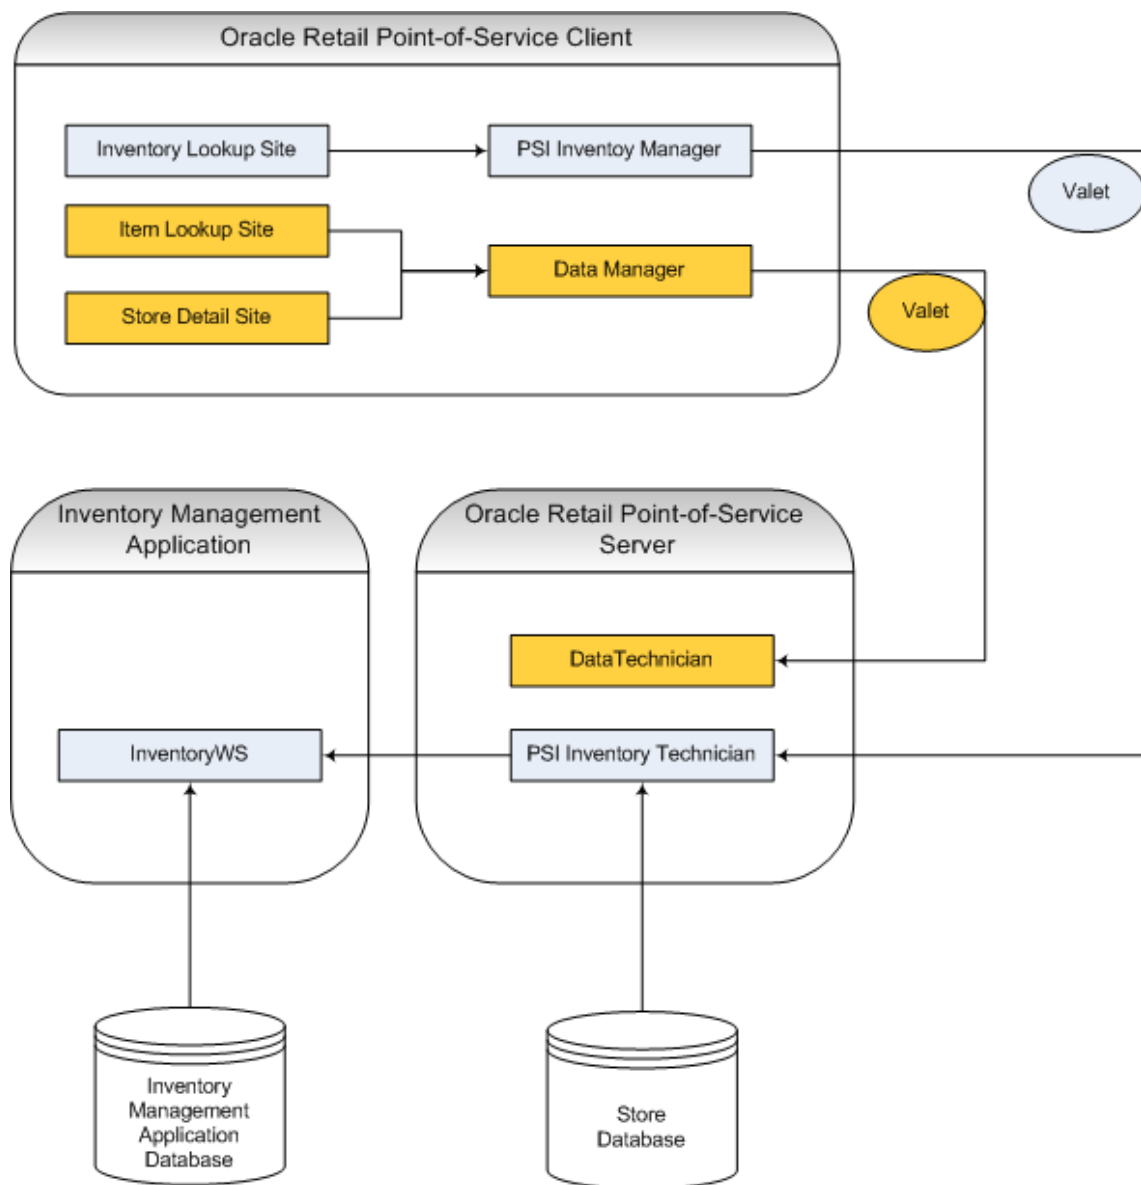 Oracle Retail Point-of-Service Client
Inventory Lookup Site
PSI Inventoy Manager
Valet
Item Lookup Site
Data Manager
Store Detail Site
Valet
Inventory Management
Application
Oracle Retail Point-of-Service
Server
DataTechnician
InventoryWS
PSI Inventory Technician
Inventory
Management
Application
Database
Store
Database